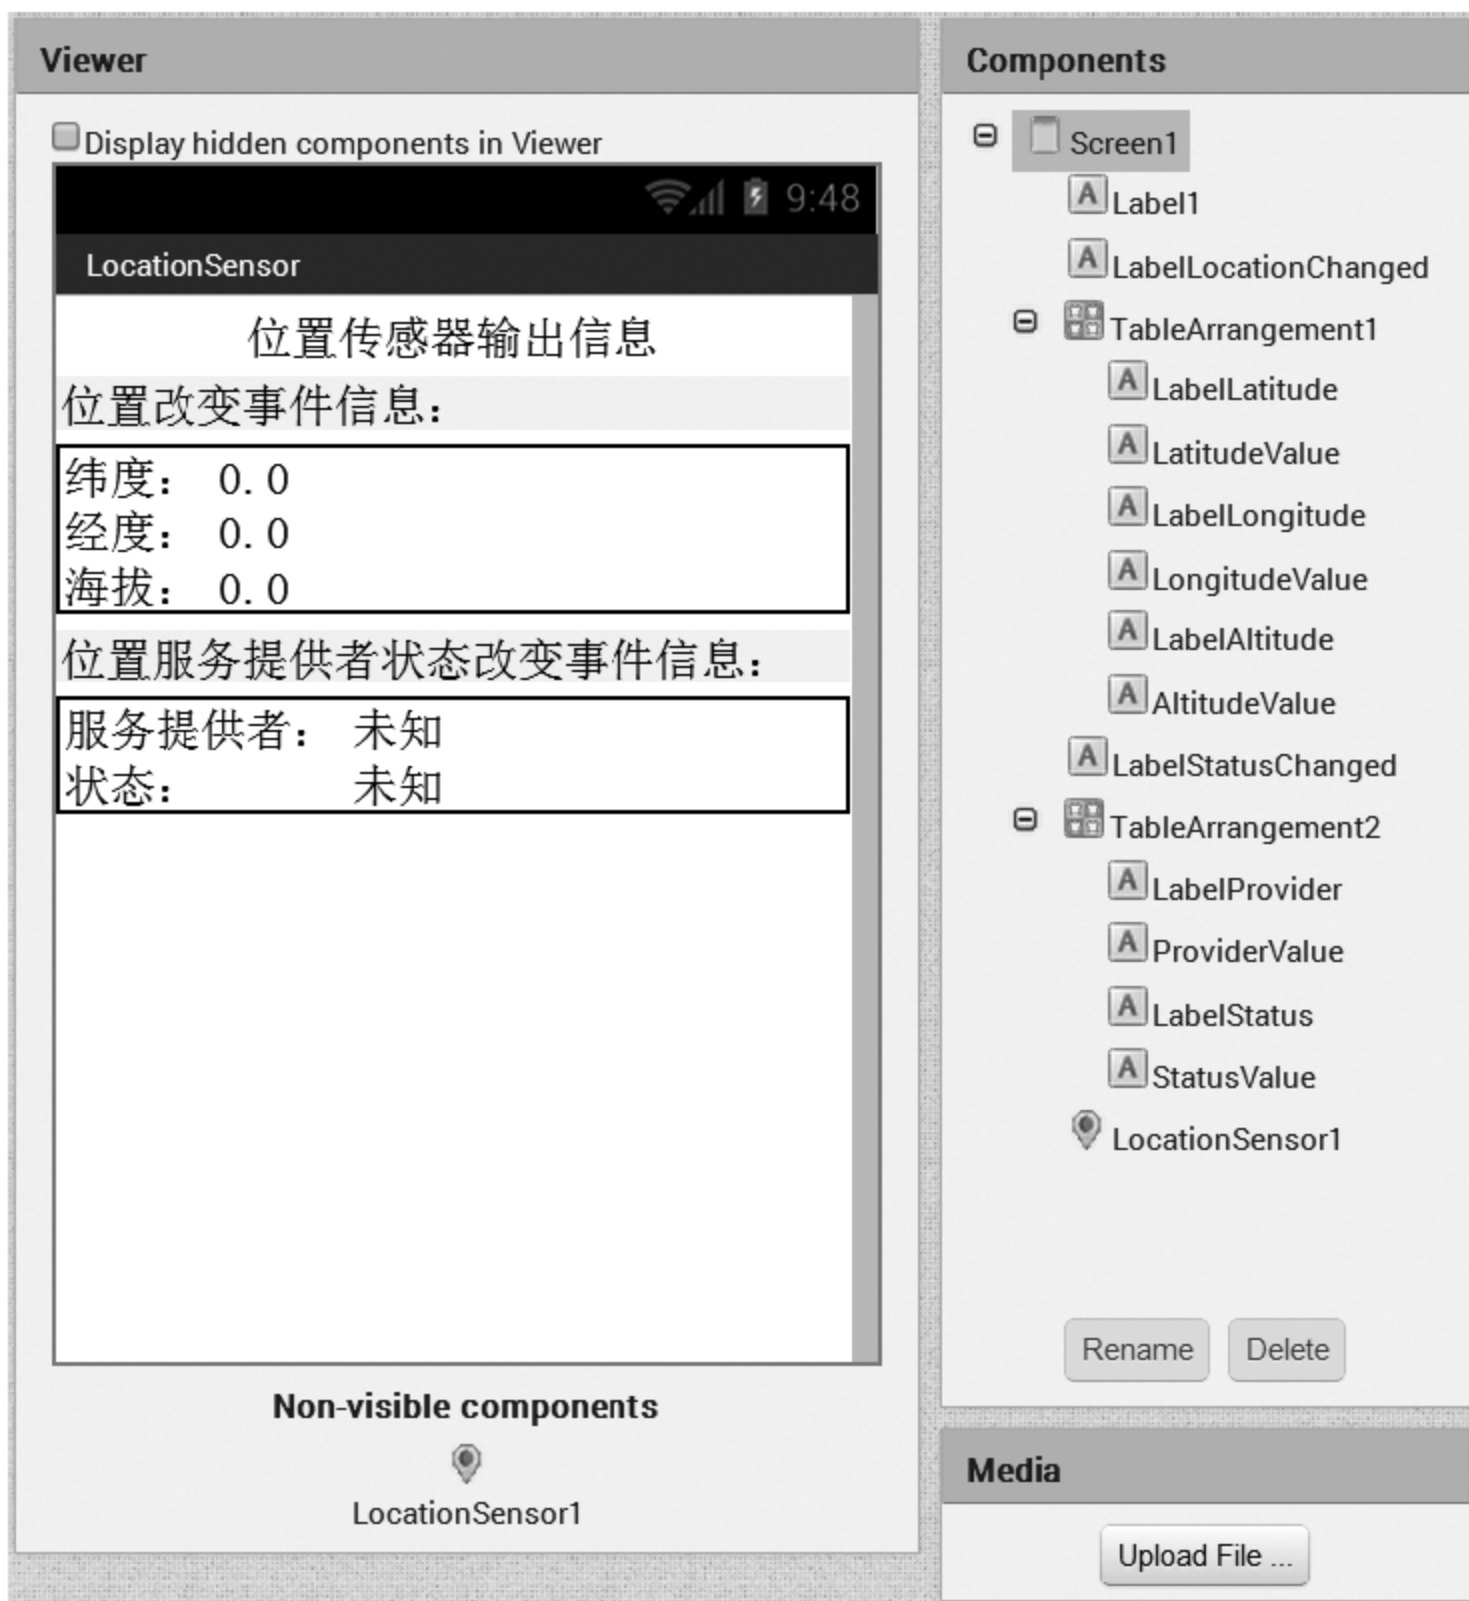 Viewer
Display hidden components in Viewer
9:48
LocationSensor
位置传感器输出信息
位置改变事件信息：
纬度： 0.0
经度： 0.0
海拔： 0.0
位置服务提供者状态改变事件信息：
服务提供者： 未知
状态： 未知
Non-visible components
LocationSensor1
Components
Screen1
A Label1
A LabelLocationChanged
TableArrangement1
A LabelLatitude
A LatitudeValue
A LabelLongitude
A LongitudeValue
A LabelAltitude
A AltitudeValue
A LabelStatusChanged
TableArrangement2
A LabelProvider
A ProviderValue
A LabelStatus
A StatusValue
LocationSensor1
Rename Delete
Media
Upload File ...